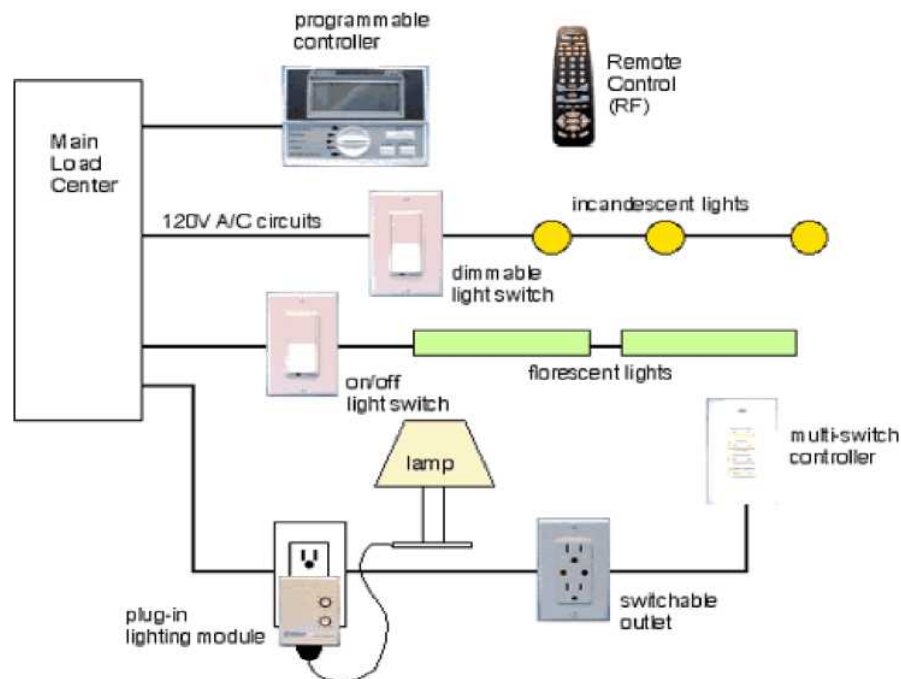 programmable
controller
Remote
Control
(RF)
Main
Load
Center
120V A/C circuits
incandescent lights
dimmable
light switch
on/off
light switch
florescent lights
multi-switch
controller
lamp
plug-in
lighting module
switchable
outlet